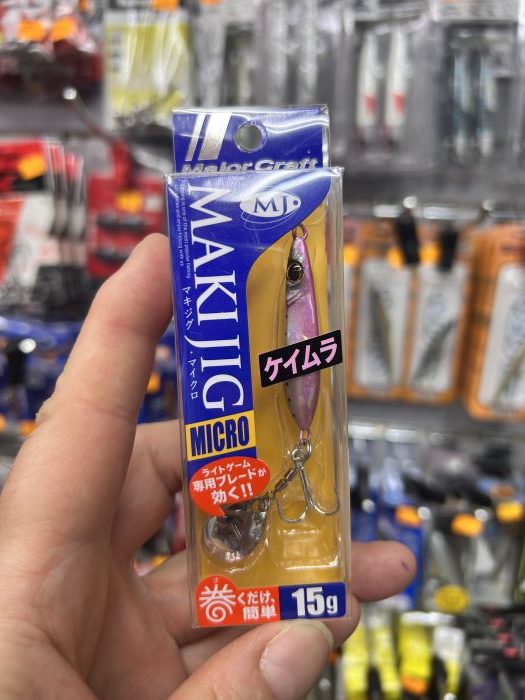 Major Craft
MJ
MAKI JIG
マキジグ・マイクロ
MICRO
ケイムラ
ライトゲーム
専用ブレードが
効く!!
巻くだけ、
簡単
15g